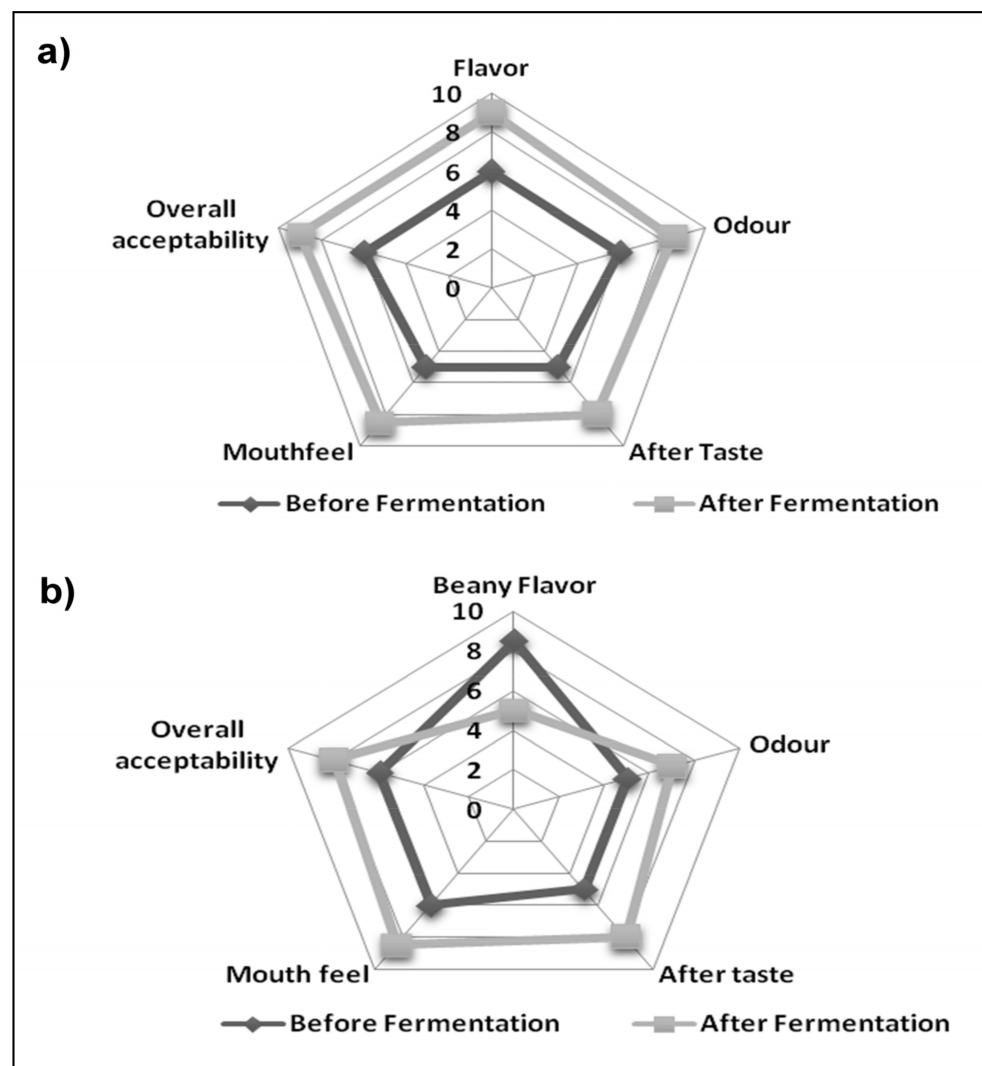 a)
Flavor
10
8
6
4
2
0
Overall
acceptability
Odour
Mouthfeel
After Taste
Before Fermentation
After Fermentation
b)
Beany Flavor
10
8
6
4
2
0
Overall
acceptability
Odour
Mouth feel
After taste
Before Fermentation
After Fermentation